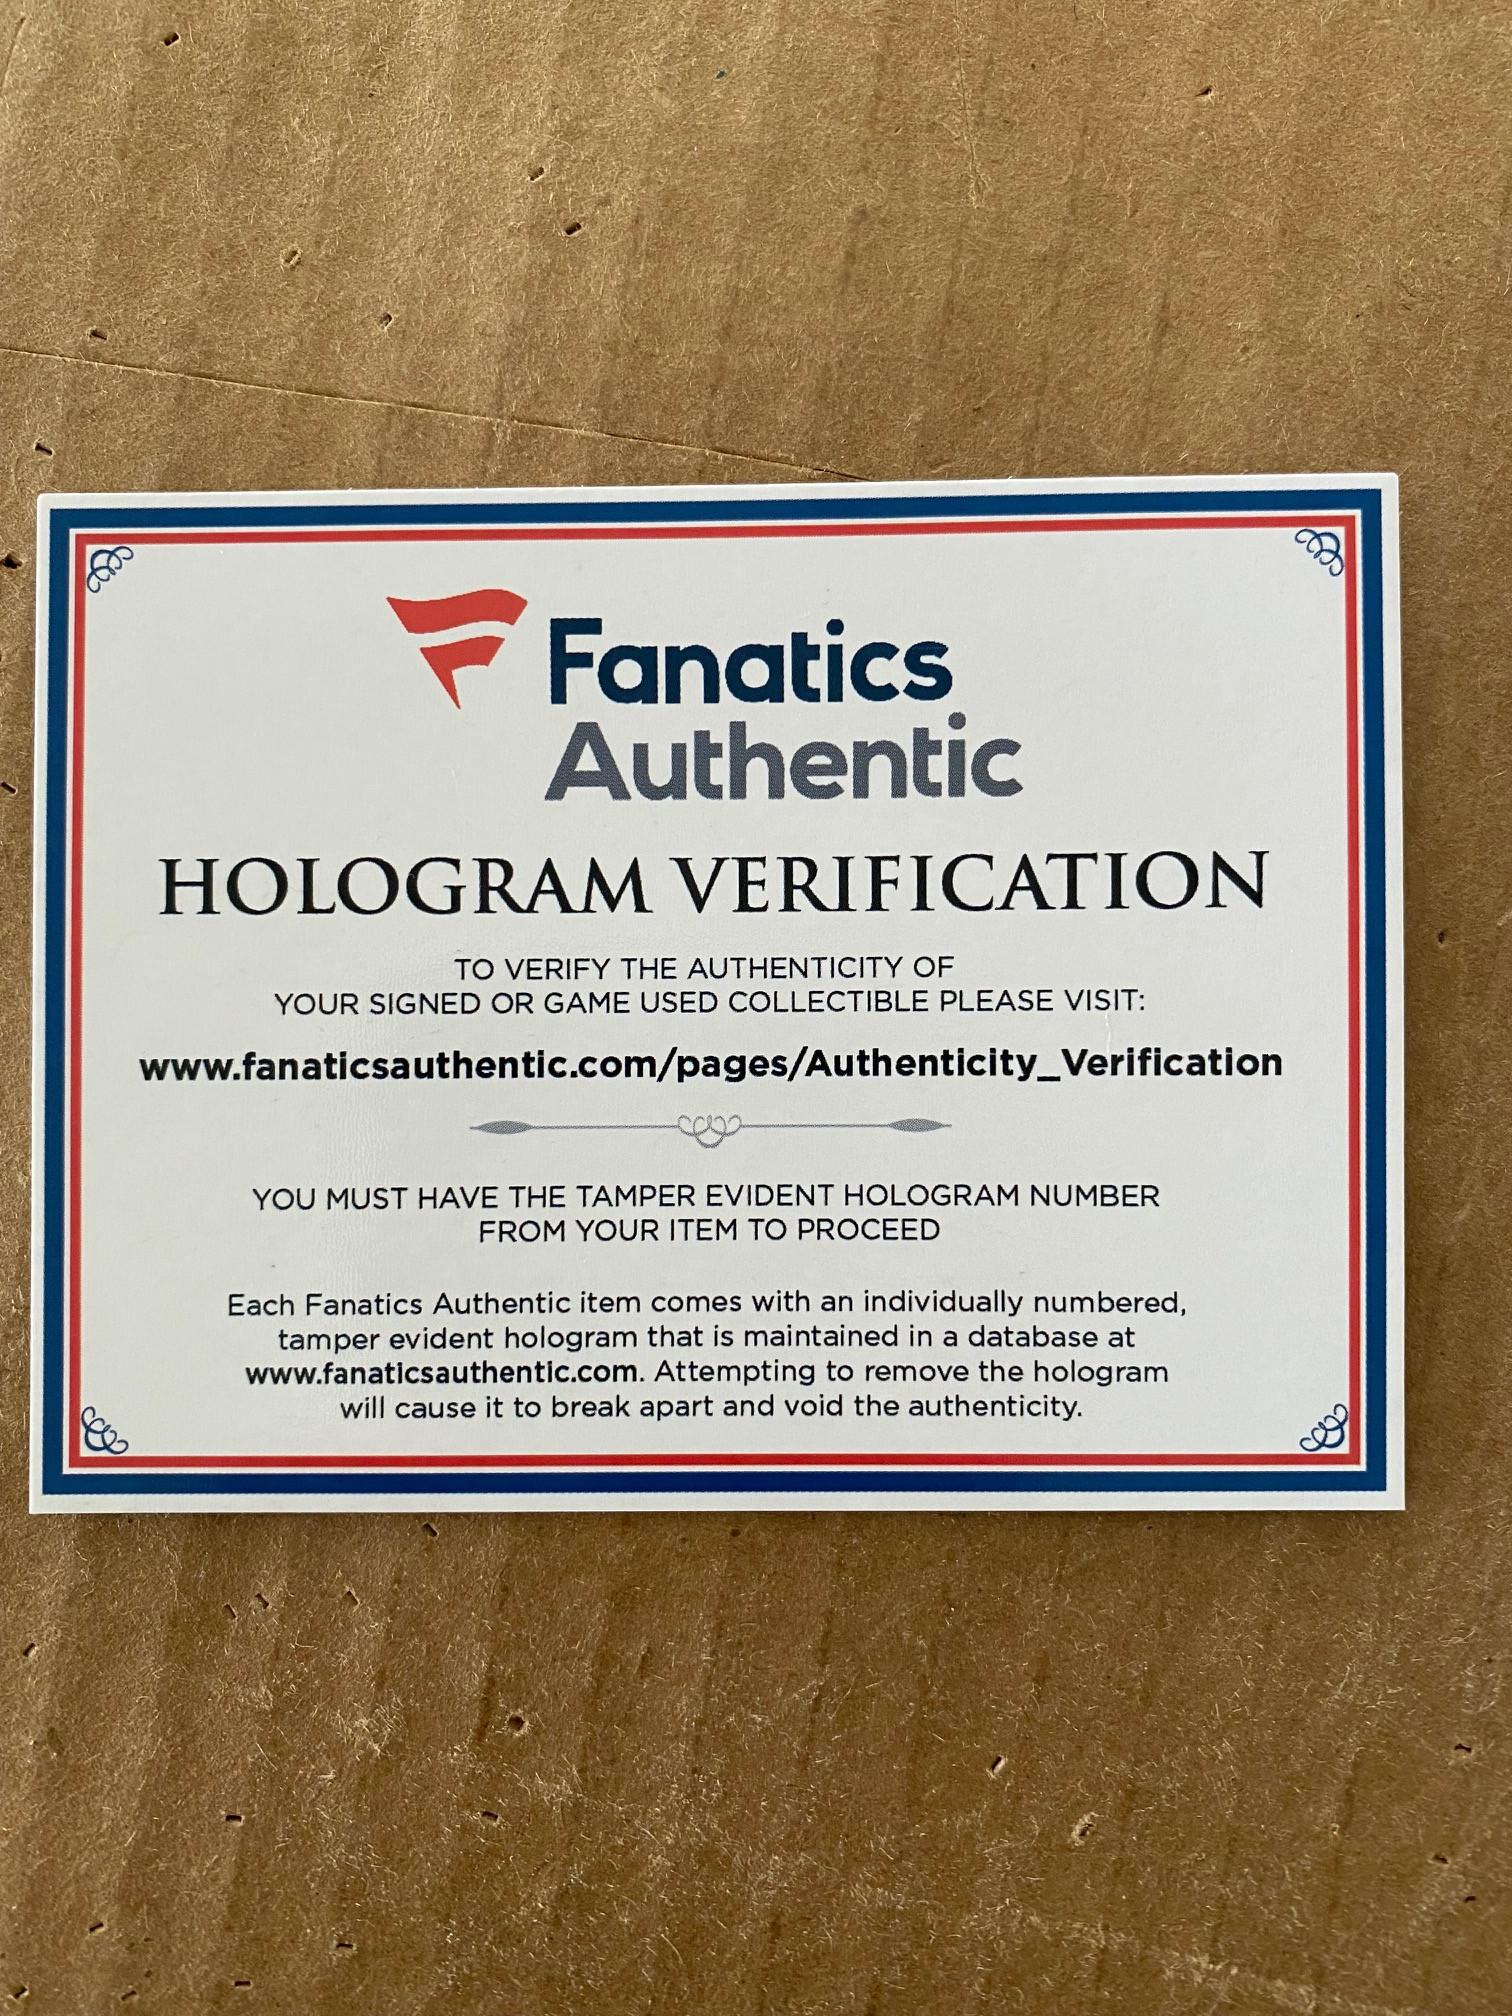 Fanatics
Authentic
HOLOGRAM VERIFICATION
TO VERIFY THE AUTHENTICITY OF
YOUR SIGNED OR GAME USED COLLECTIBLE PLEASE VISIT:
www.fanaticsauthentic.com/pages/Authenticity_Verification
YOU MUST HAVE THE TAMPER EVIDENT HOLOGRAM NUMBER
FROM YOUR ITEM TO PROCEED
Each Fanatics Authentic item comes with an individually numbered,
tamper evident hologram that is maintained in a database at
www.fanaticsauthentic.com. Attempting to remove the hologram
will cause it to break apart and void the authenticity.